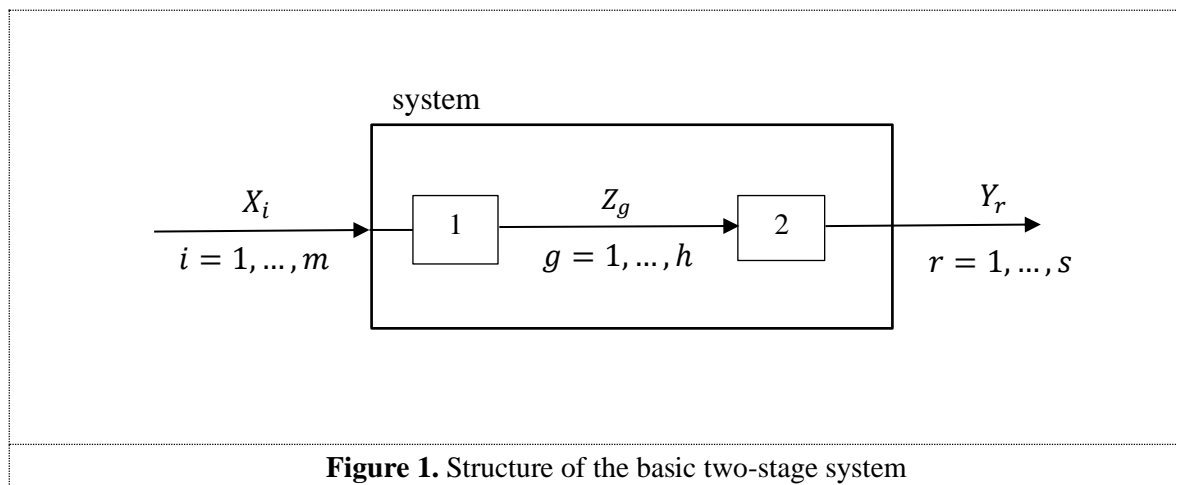 system
X_i
i = 1, … , m
1
Z_g
g = 1, … , h
2
Y_r
r = 1, … , s
Figure 1. Structure of the basic two-stage system